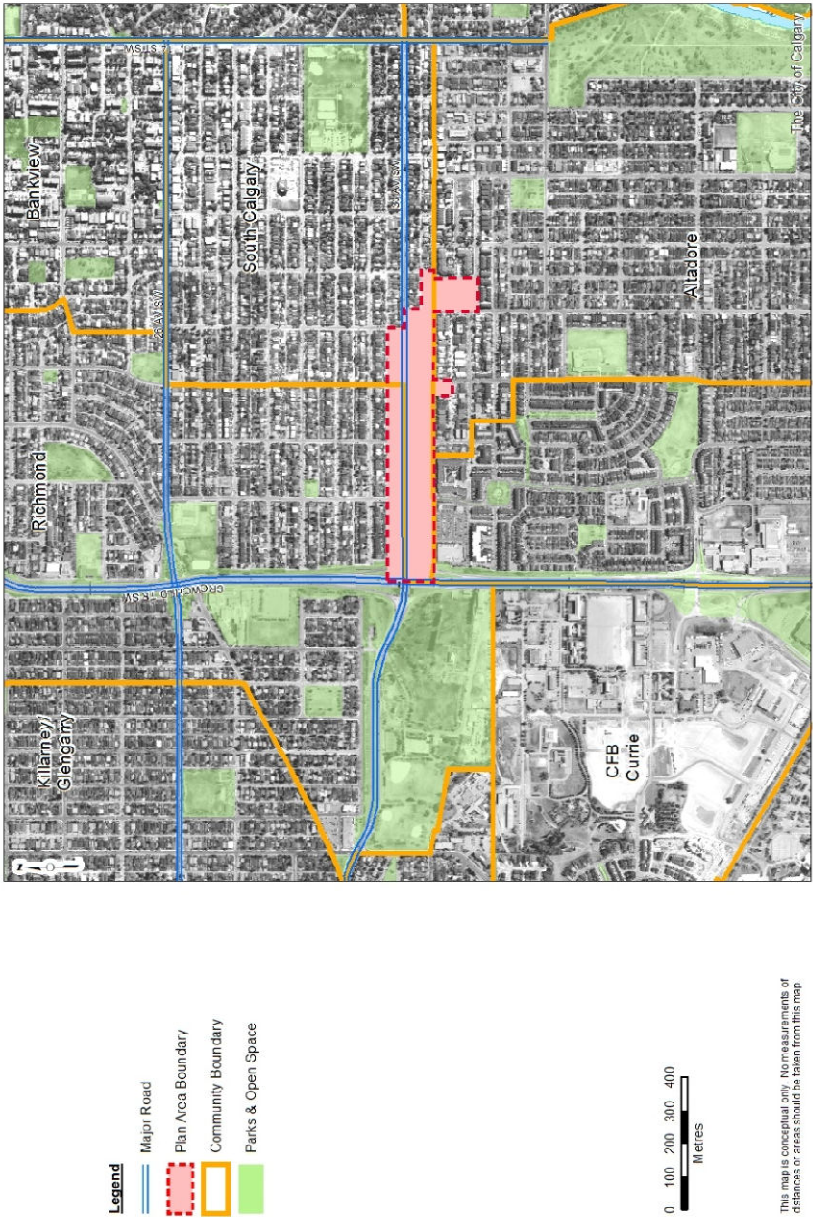 Bankview
Richmond
Killarney/
Glengarry
South Calgary
Altadore
CFB
Currie
26 AV SW
CROWCHILD TR SW
The City of Calgary
Legend
Major Road
Plan Area Boundary
Community Boundary
Parks & Open Space
0 100 200 300 400
Metres
This map is conceptual only. No measurements of
distances or areas should be taken from this map